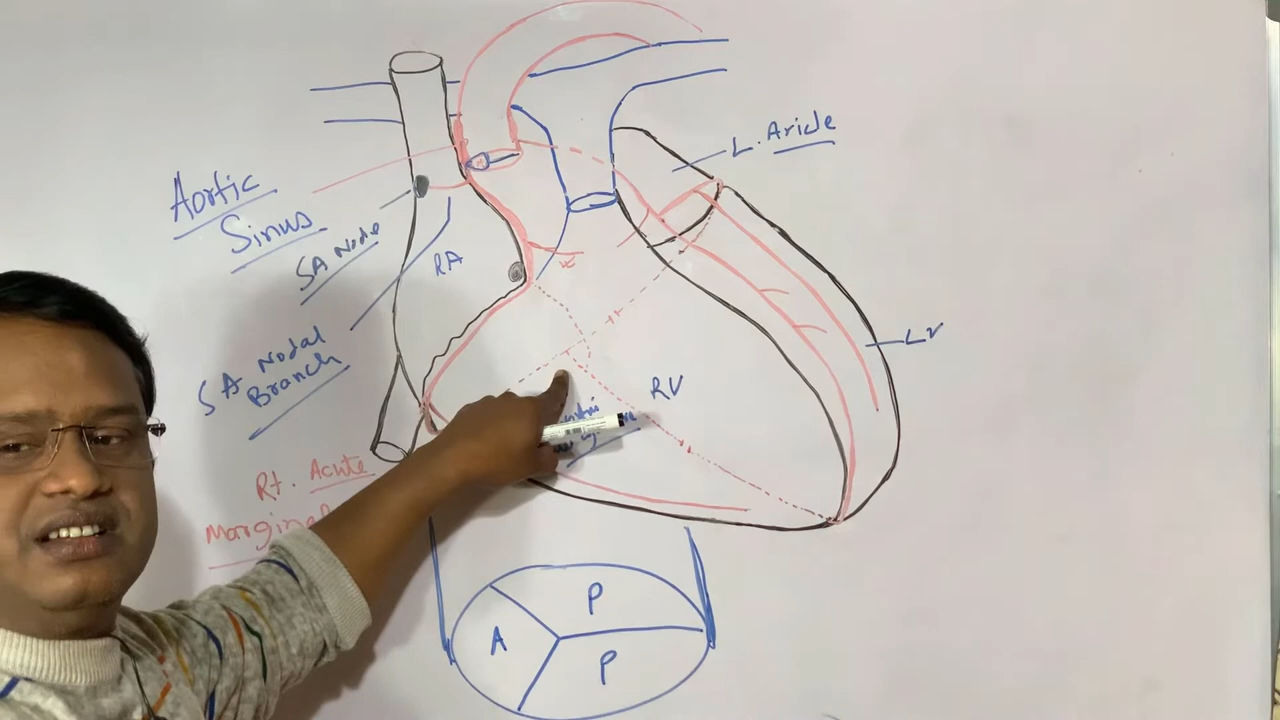 L. Aricle
Aortic
Sinus
SA Node
RA
LV
SA Nodal
Branch
RV
Rt. Acute
P
A
P